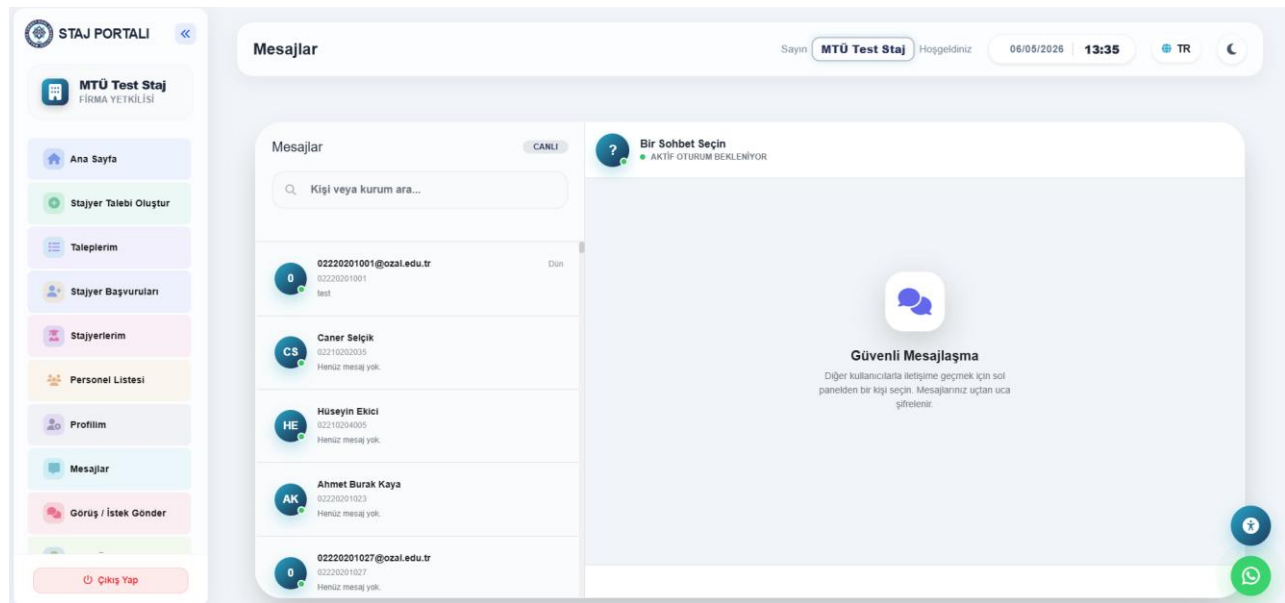 STAJ PORTALI
MTÜ Test Staj
FİRMA YETKİLİSİ
Ana Sayfa
Stajyer Talebi Oluştur
Taleplerim
Stajyer Başvuruları
Stajyerlerim
Personel Listesi
Profilim
Mesajlar
Görüş / İstek Gönder
Çıkış Yap
Mesajlar
Sayın MTÜ Test Staj Hoşgeldiniz
06/05/2026 13:35
TR
Mesajlar
CANLI
Kişi veya kurum ara...
0
02220201001@ozal.edu.tr
Dün
02220201001
test
CS
Caner Selçik
02210202035
Henüz mesaj yok.
HE
Hüseyin Ekici
02210204005
Henüz mesaj yok.
AK
Ahmet Burak Kaya
02220201023
Henüz mesaj yok.
0
02220201027@ozal.edu.tr
02220201027
Henüz mesaj yok.
?
Bir Sohbet Seçin
AKTİF OTURUM BEKLENİYOR
Güvenli Mesajlaşma
Diğer kullanıcılarla iletişime geçmek için sol
panelden bir kişi seçin. Mesajlarınız uçtan uca
şifrelenir.